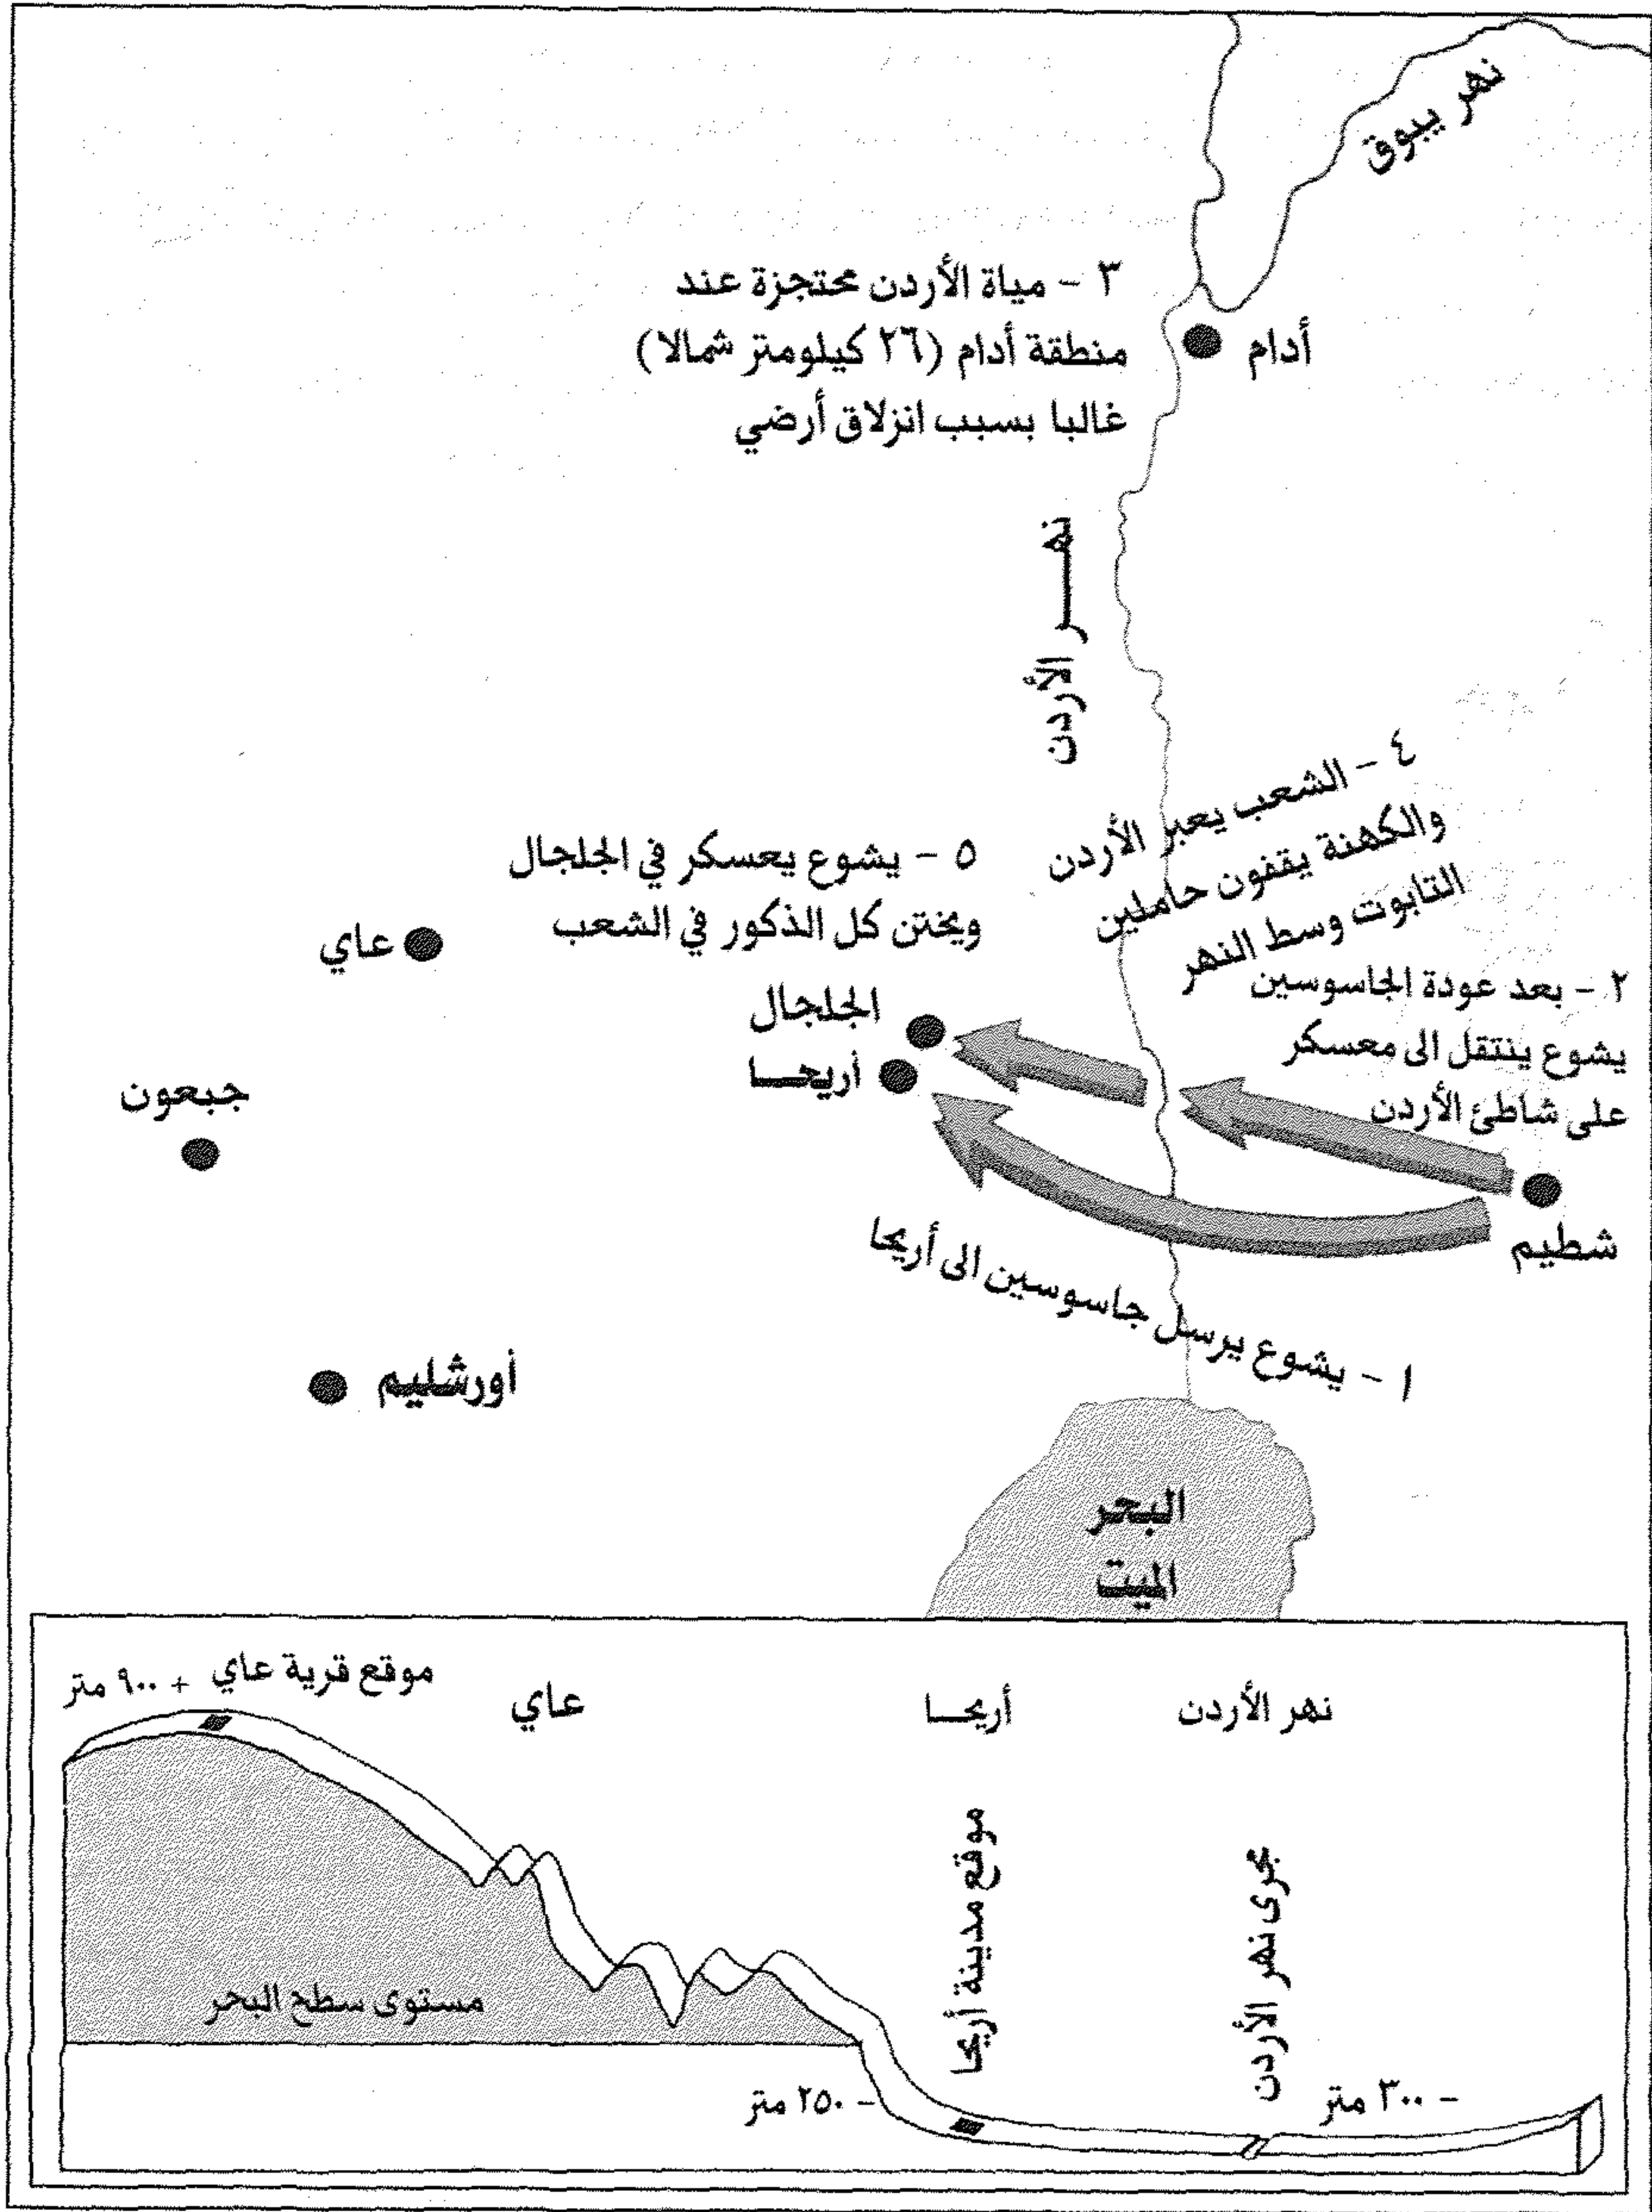 نهر يبوق
٣ - مياة الأردن محتجزة عند
منطقة أدام (٢٦ كيلومتر شمالا)
غالبا بسبب انزلاق أرضي
أدام
نهـــر الأردن
٤ - الشعب يعبر الأردن
والكهنة يقفون حاملين
التابوت وسط النهر
٥ - يشوع يعسكر في الجلجال
ويختن كل الذكور في الشعب
عاي
٢ - بعد عودة الجاسوسين
يشوع ينتقل الى معسكر
على شاطئ الأردن
الجلجال
أريحــا
جبعون
شطيم
١ - يشوع يرسل جاسوسين الى أريحا
أورشليم
البحر
الميت
موقع قرية عاي + ٩٠٠ متر
عاي
أريحــا
نهر الأردن
موقع مدينة أريحا
مجرى نهر الأردن
مستوى سطح البحر
- ٢٥٠ متر
- ٣٠٠ متر